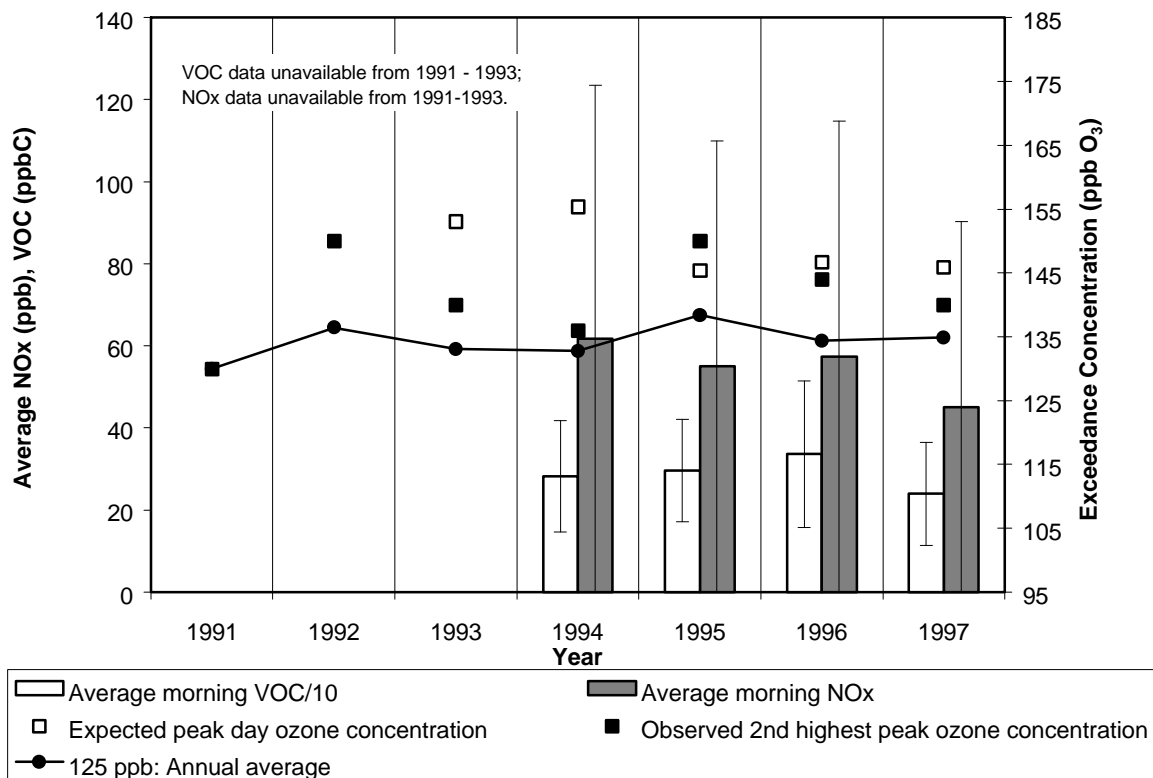 140
120
100
80
60
40
20
0
Average NOx (ppb), VOC (ppbC)
VOC data unavailable from 1991 - 1993;
NOx data unavailable from 1991-1993.
185
175
165
155
145
135
125
115
105
95
Exceedance Concentration (ppb O₃)
1991 1992 1993 1994 1995 1996 1997
Year
Average morning VOC/10 Average morning NOx
Expected peak day ozone concentration Observed 2nd highest peak ozone concentration
125 ppb: Annual average